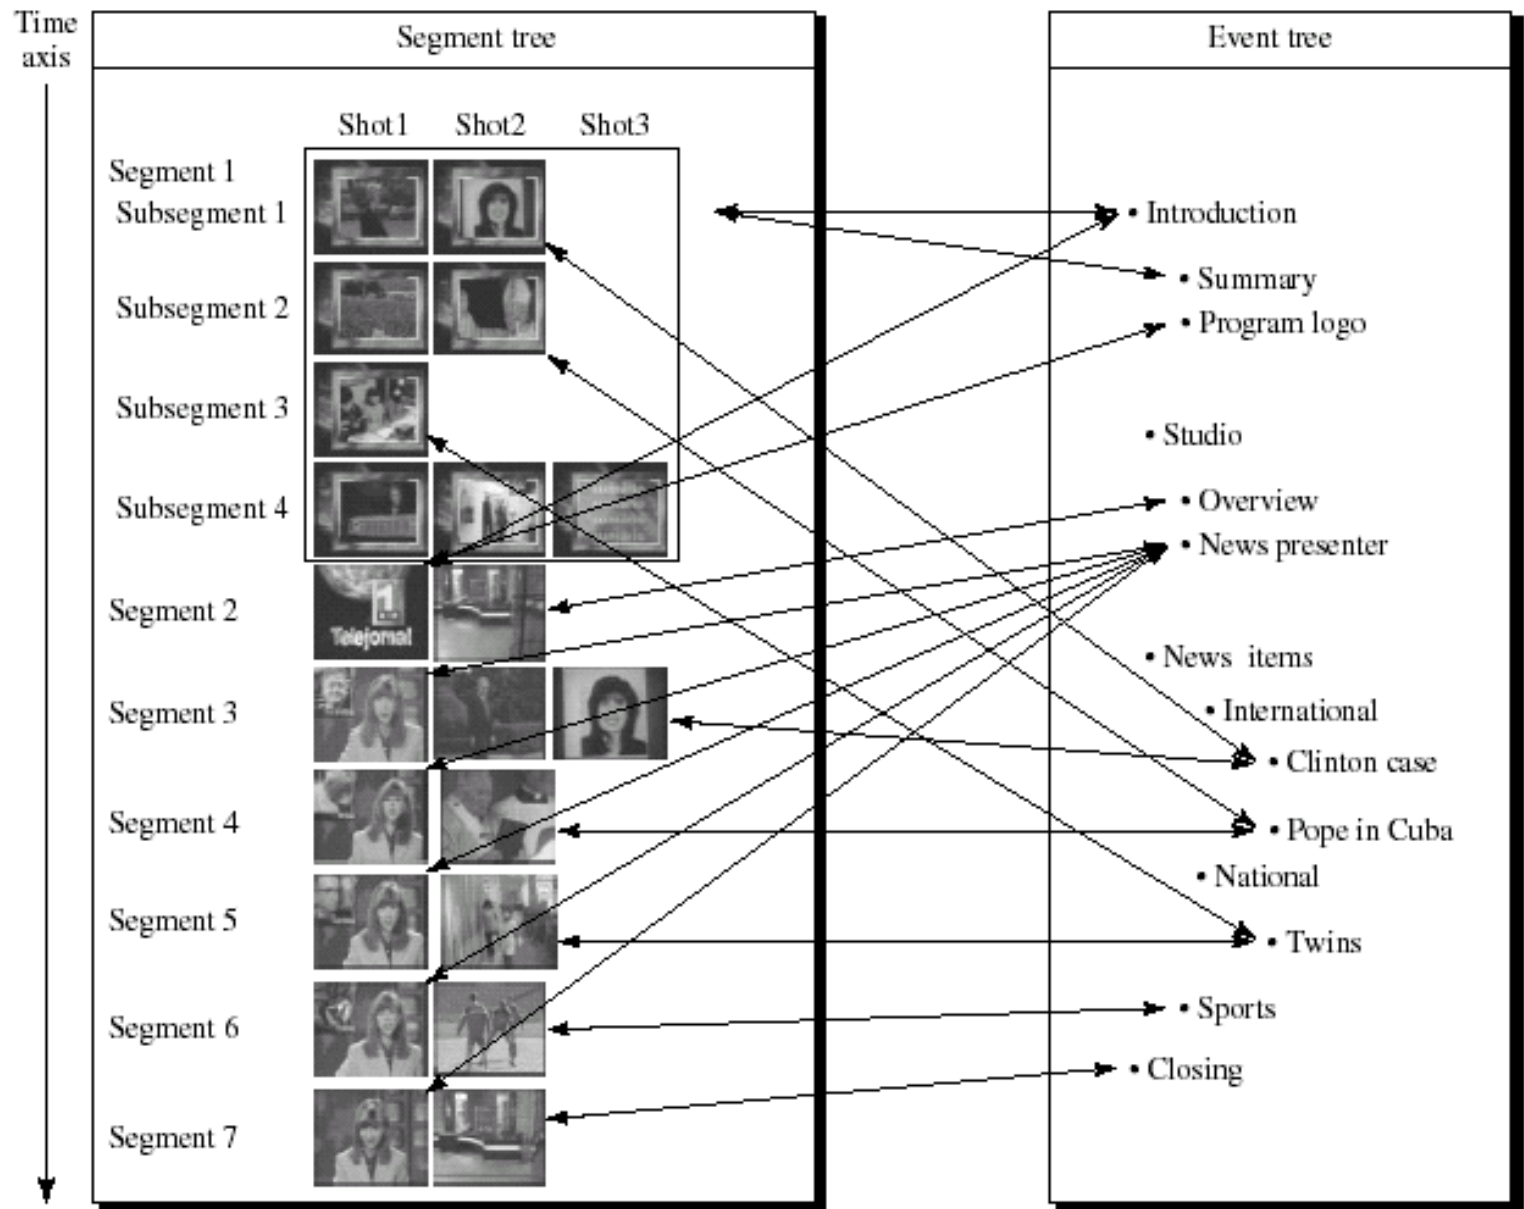 Time
axis
Segment tree
Event tree
Shot1 Shot2 Shot3
Segment 1
Subsegment 1
Subsegment 2
Subsegment 3
Subsegment 4
Segment 2
1
Telejornal
Segment 3
Segment 4
Segment 5
Segment 6
Segment 7
• Introduction
• Summary
• Program logo
• Studio
• Overview
• News presenter
• News items
• International
• Clinton case
• Pope in Cuba
• National
• Twins
• Sports
• Closing